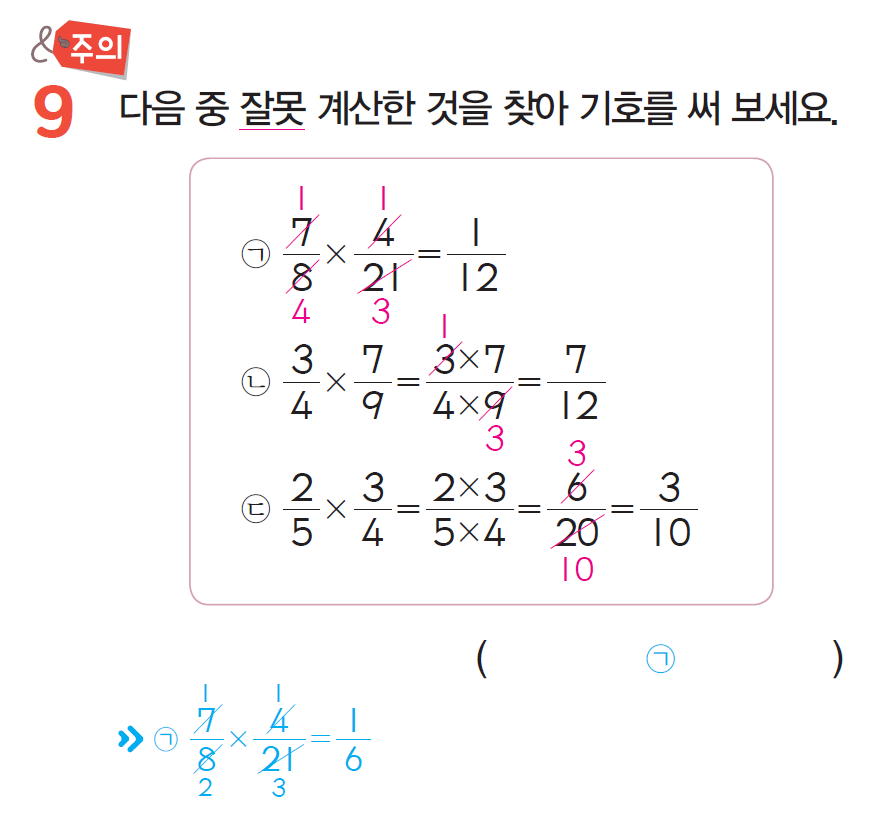 &주의
9 다음 중 잘못 계산한 것을 찾아 기호를 써 보세요.
1 1
㉠ 7/8 × 4/21 = 1/12
4 3
1
㉡ 3/4 × 7/9 = 3×7/4×9 = 7/12
3
3
㉢ 2/5 × 3/4 = 2×3/5×4 = 6/20 = 3/10
10
( ㉠ )
1 1
» ㉠ 7/8 × 4/21 = 1/6
2 3